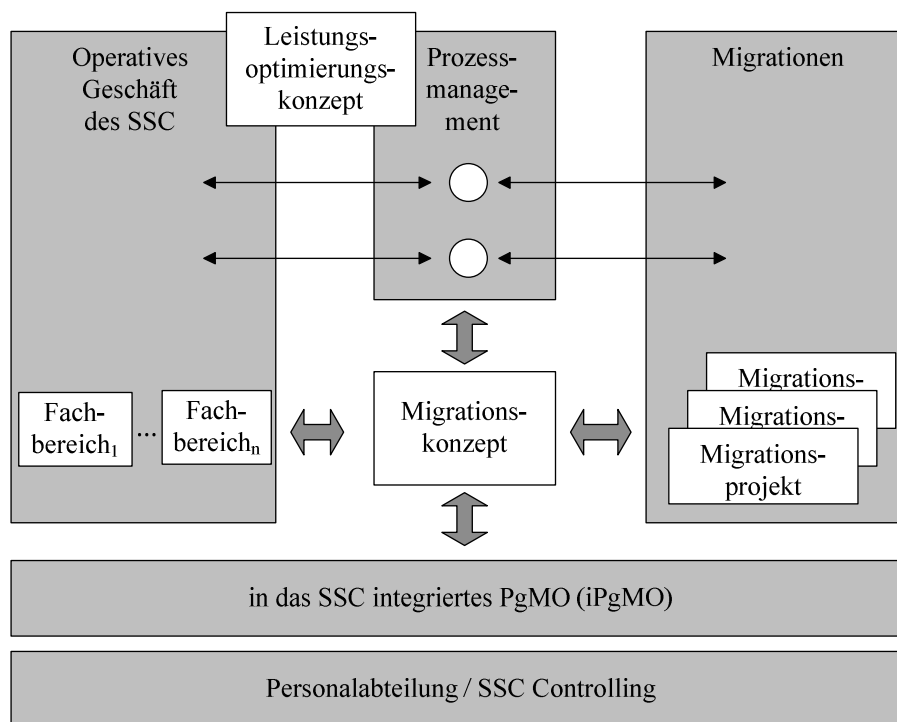 Operatives
Geschäft
des SSC
Leistungs-
optimierungs-
konzept
Prozess-
manage-
ment
Migrationen
Fach-
bereich₁
...
Fach-
bereichₙ
Migrations-
konzept
Migrations-
Migrations-
Migrations-
projekt
in das SSC integriertes PgMO (iPgMO)
Personalabteilung / SSC Controlling